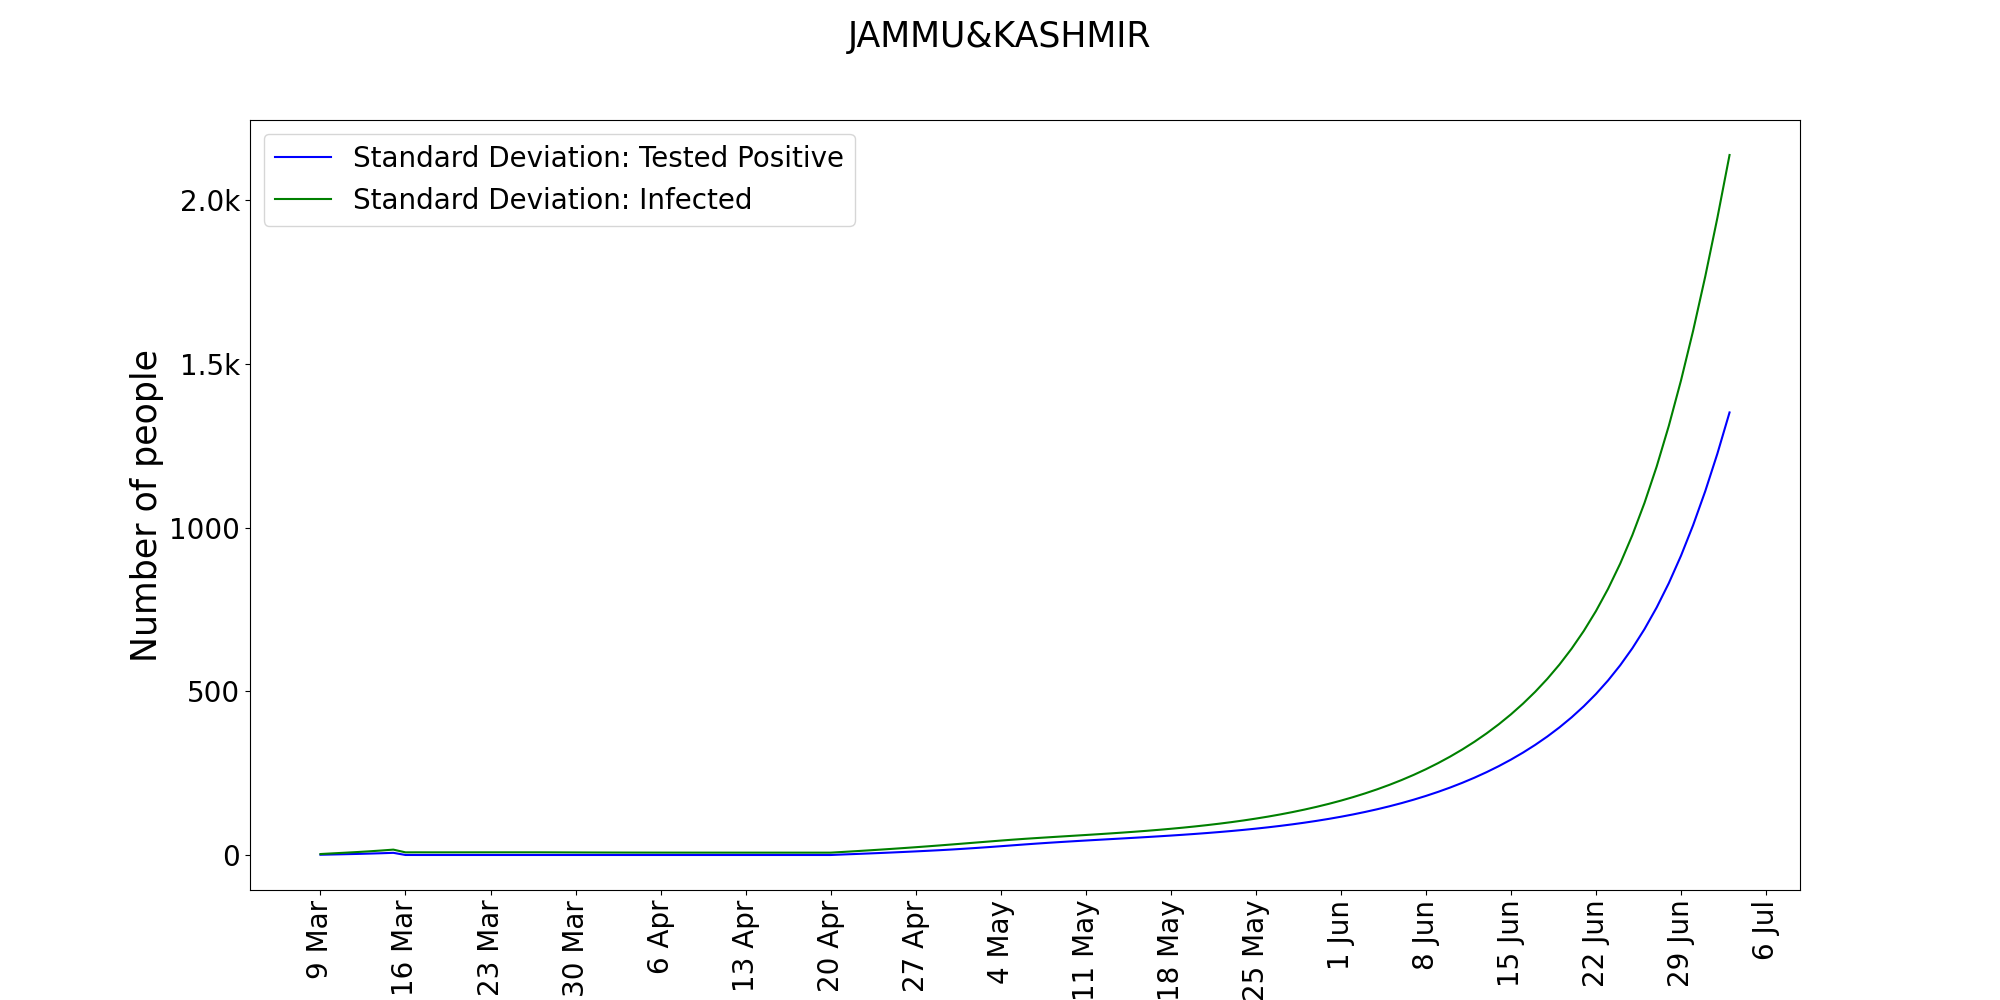 JAMMU&KASHMIR
Standard Deviation: Tested Positive
Standard Deviation: Infected
Number of people
2.0k
1.5k
1000
500
0
9 Mar
16 Mar
23 Mar
30 Mar
6 Apr
13 Apr
20 Apr
27 Apr
4 May
11 May
18 May
25 May
1 Jun
8 Jun
15 Jun
22 Jun
29 Jun
6 Jul